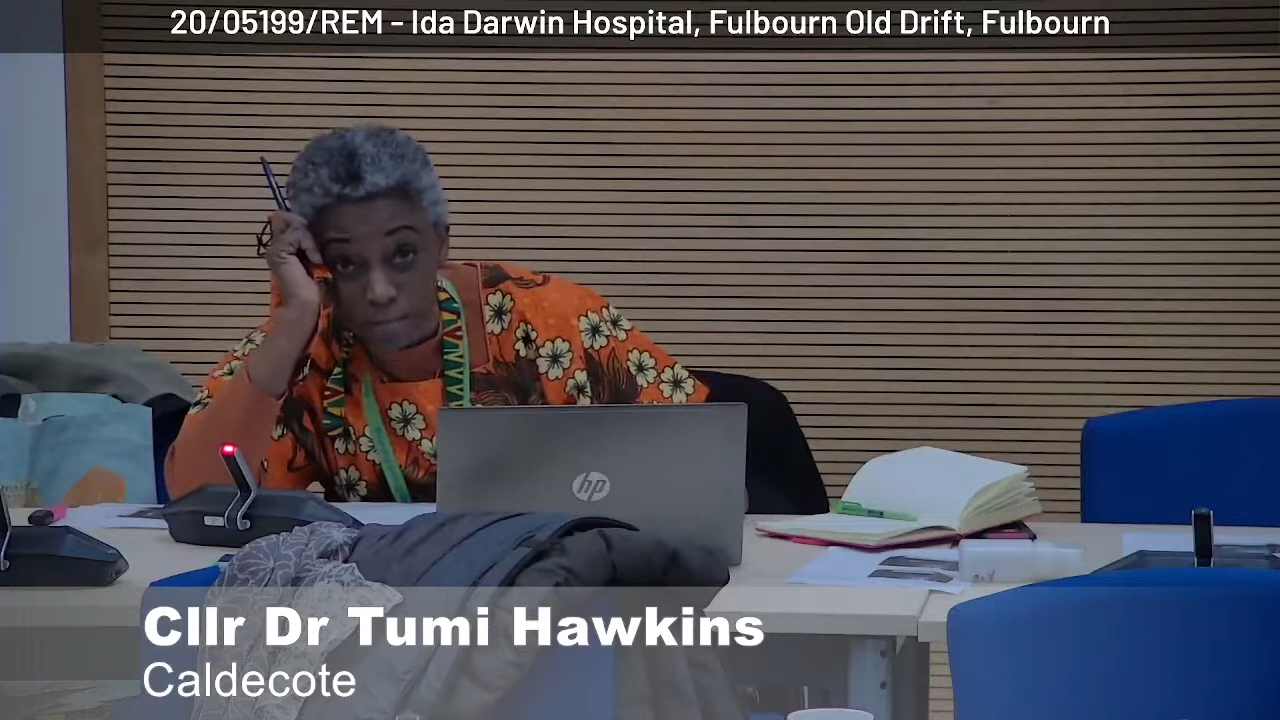 20/05199/REM - Ida Darwin Hospital, Fulbourn Old Drift, Fulbourn
hp
Cllr Dr Tumi Hawkins
Caldecote